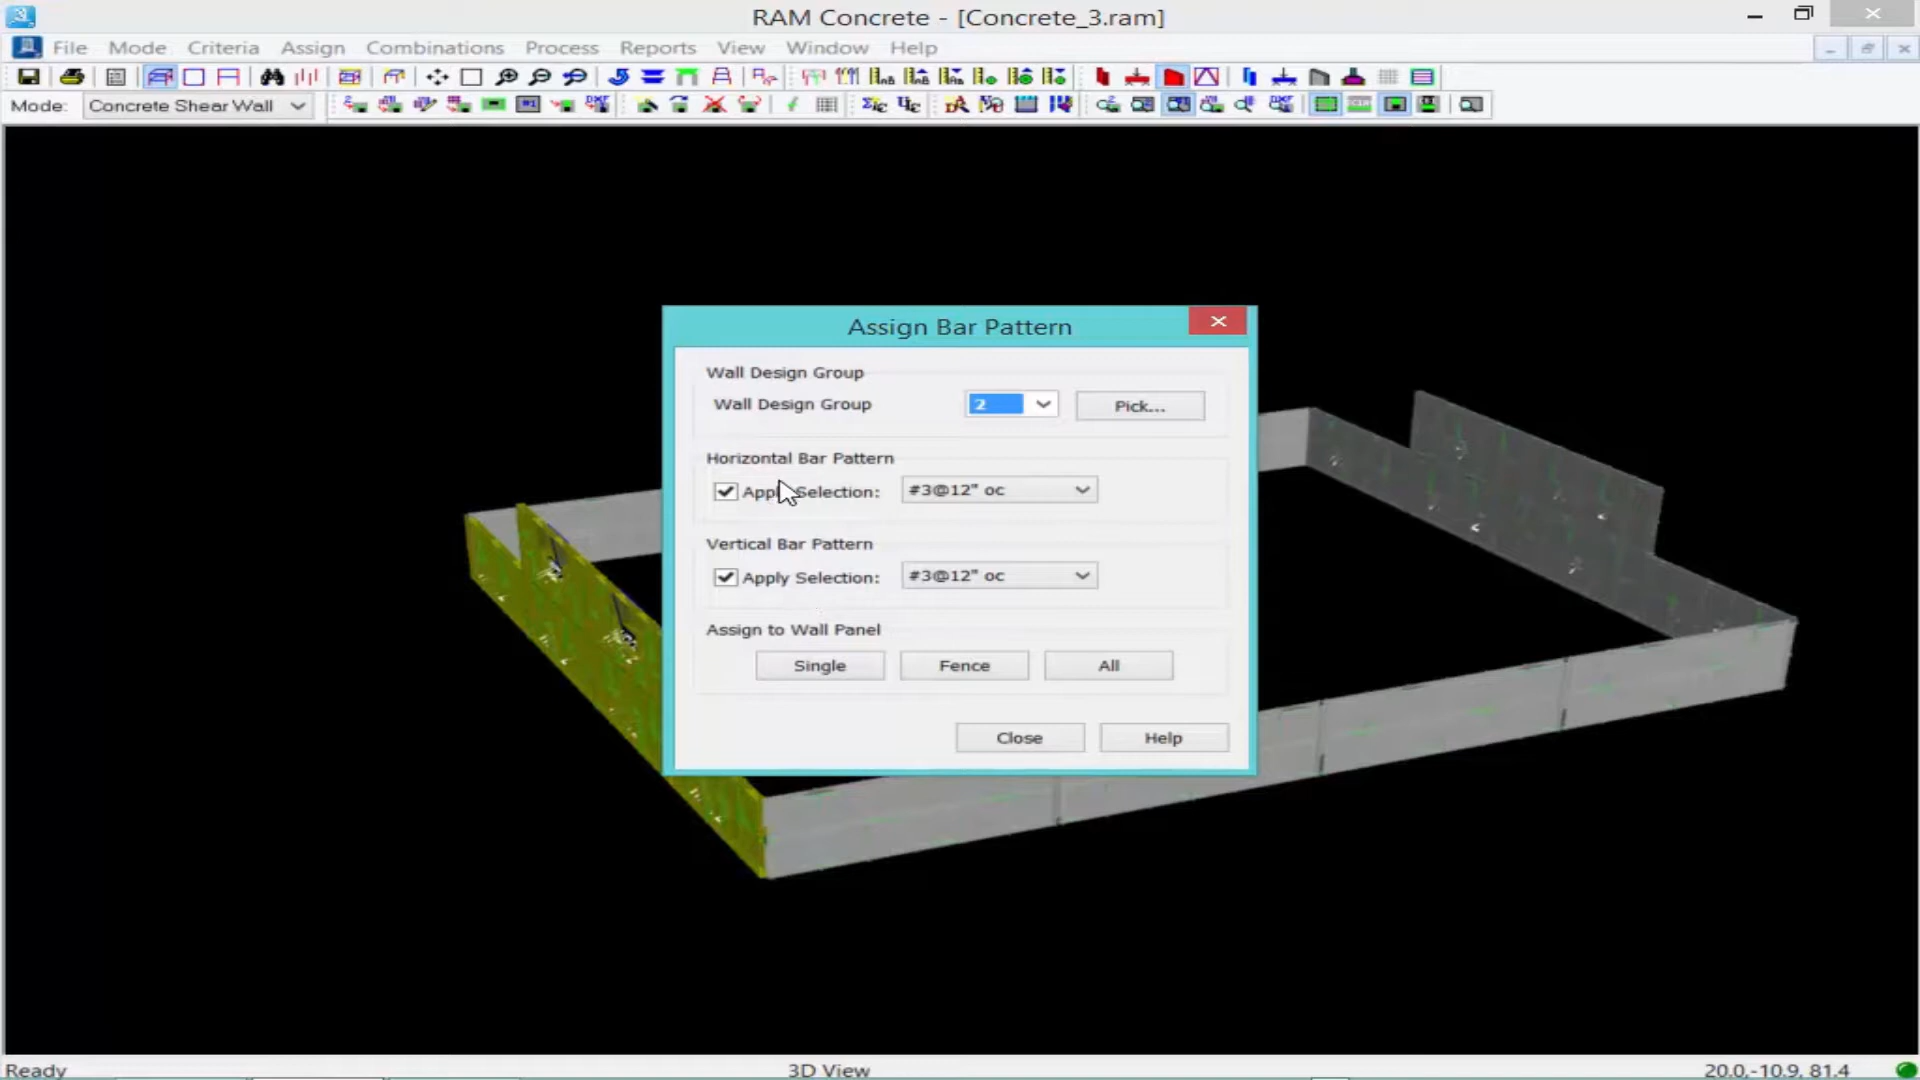 RAM Concrete - [Concrete_3.ram]
File Mode Criteria Assign Combinations Process Reports View Window Help
Mode: Concrete Shear Wall
Assign Bar Pattern
Wall Design Group
Wall Design Group 2 Pick...
Horizontal Bar Pattern
Apply Selection: #3@12" oc
Vertical Bar Pattern
Apply Selection: #3@12" oc
Assign to Wall Panel
Single Fence All
Close Help
Ready 3D View 20.0,-10.9, 81.4